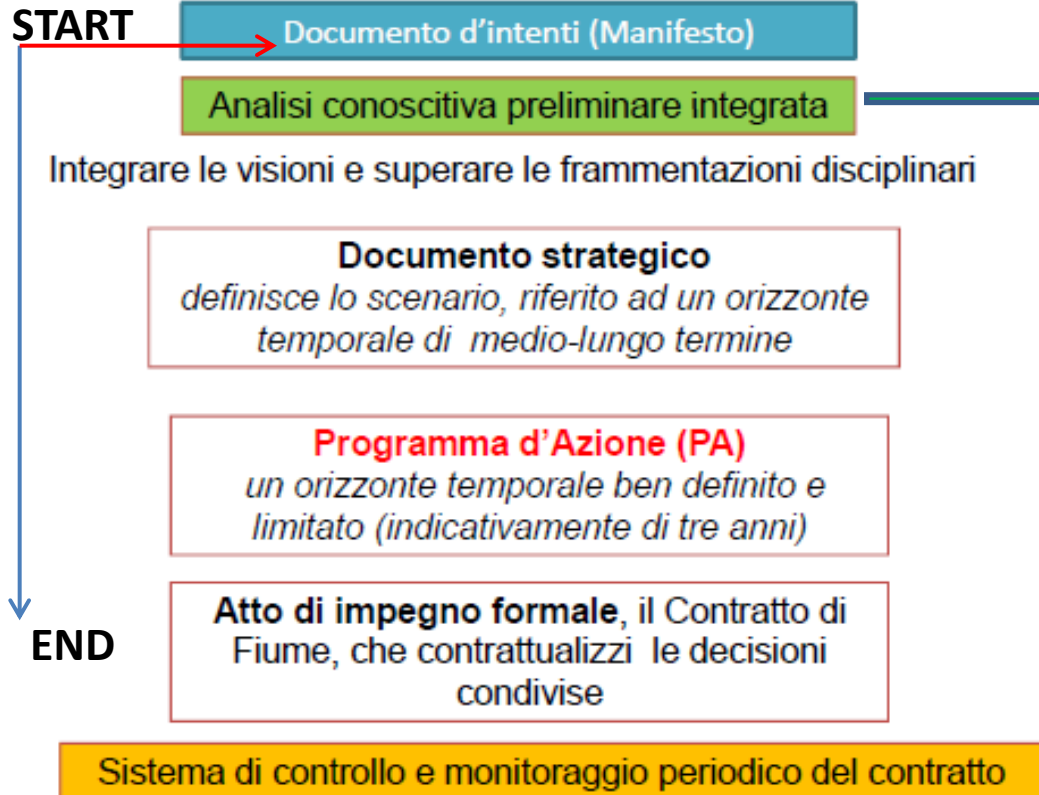 START
Documento d'intenti (Manifesto)
Analisi conoscitiva preliminare integrata
Integrare le visioni e superare le frammentazioni disciplinari
Documento strategico
definisce lo scenario, riferito ad un orizzonte
temporale di medio-lungo termine
Programma d'Azione (PA)
un orizzonte temporale ben definito e
limitato (indicativamente di tre anni)
Atto di impegno formale, il Contratto di
Fiume, che contrattualizzi le decisioni
condivise
END
Sistema di controllo e monitoraggio periodico del contratto